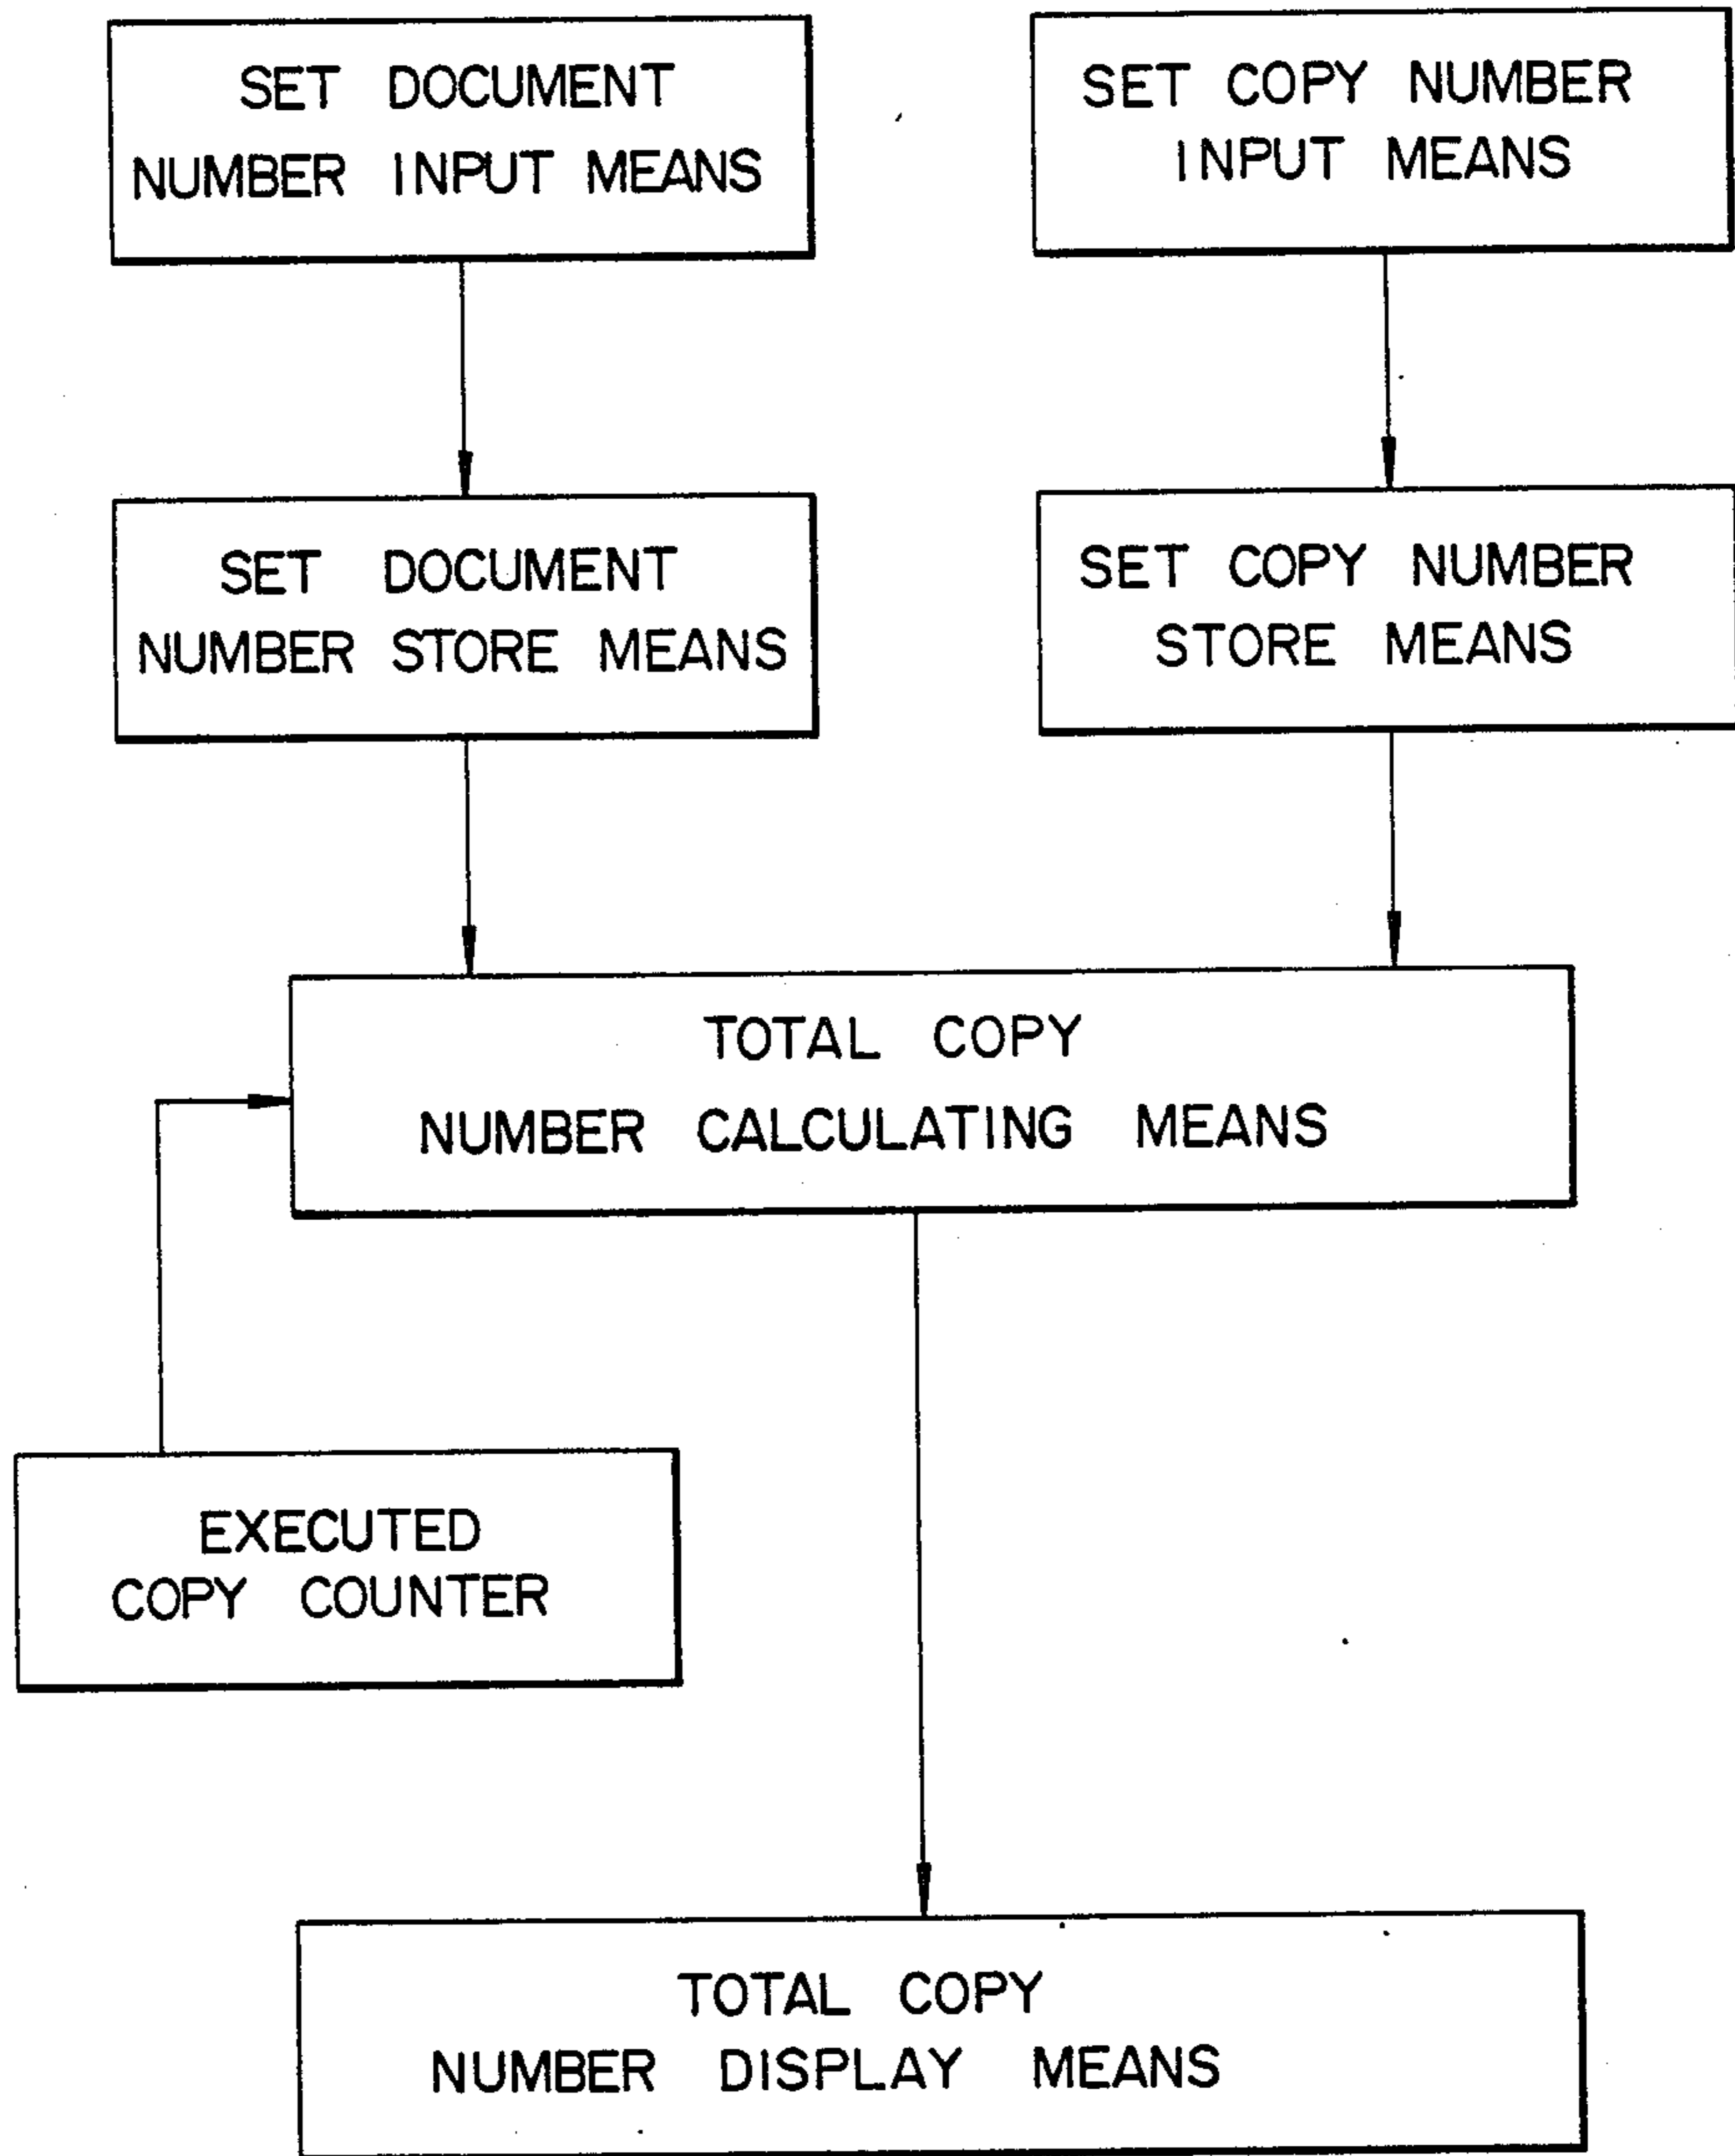 SET DOCUMENT
NUMBER INPUT MEANS
SET COPY NUMBER
INPUT MEANS
SET DOCUMENT
NUMBER STORE MEANS
SET COPY NUMBER
STORE MEANS
TOTAL COPY
NUMBER CALCULATING MEANS
EXECUTED
COPY COUNTER
TOTAL COPY
NUMBER DISPLAY MEANS